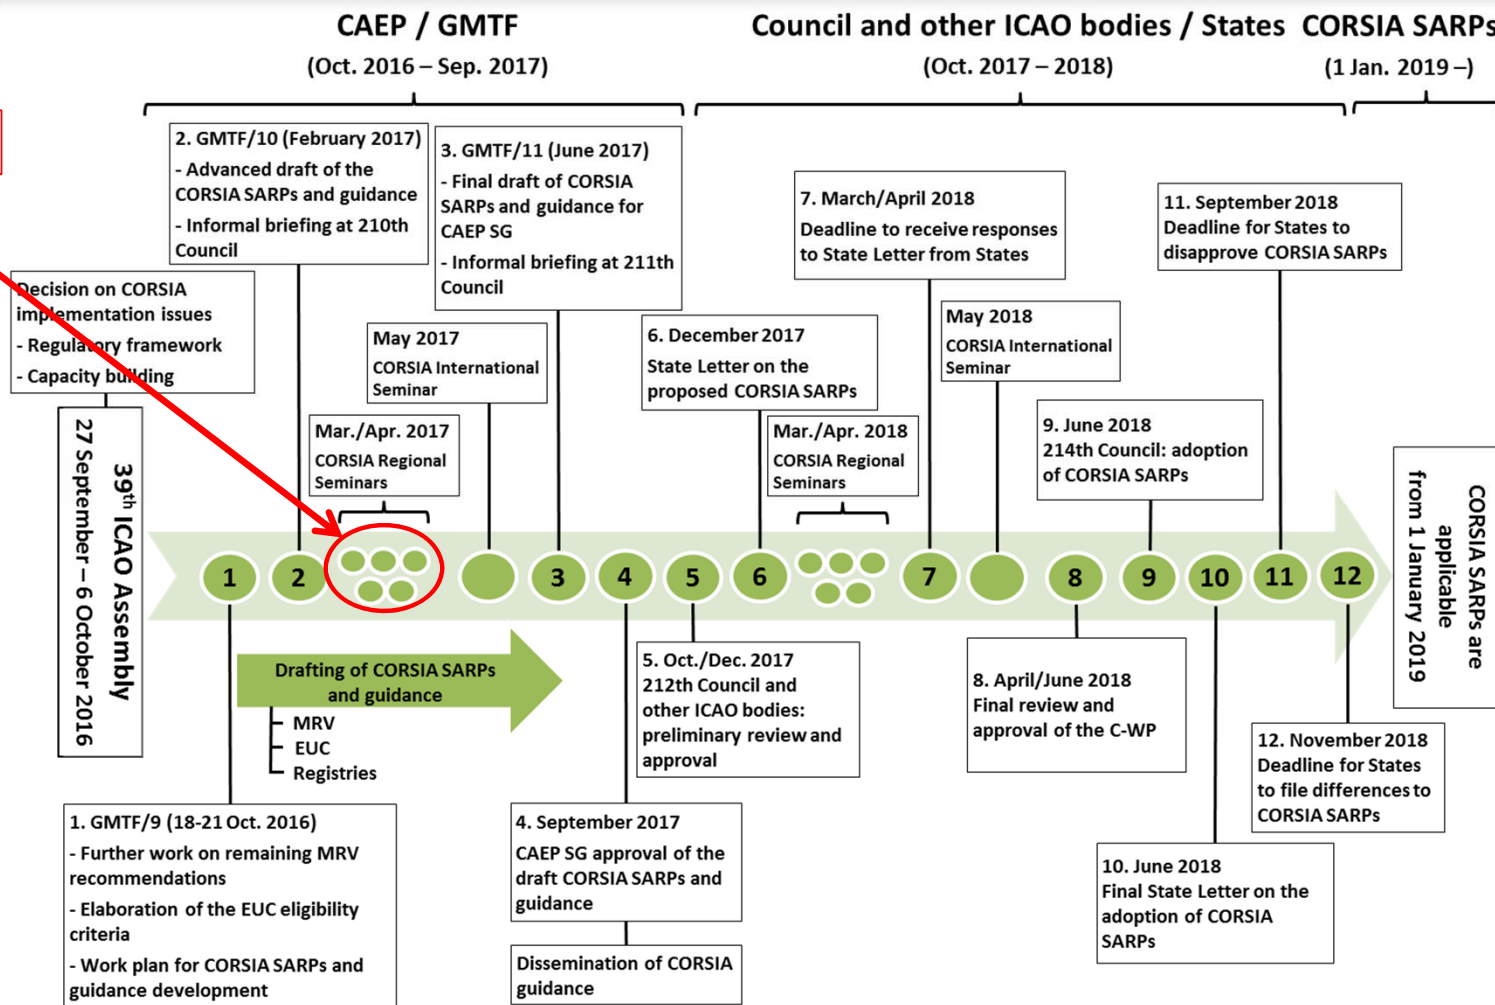 CAEP / GMTF
(Oct. 2016 – Sep. 2017)
Council and other ICAO bodies / States
(Oct. 2017 – 2018)
CORSIA SARPs
(1 Jan. 2019 –)
2. GMTF/10 (February 2017)
- Advanced draft of the
CORSIA SARPs and guidance
- Informal briefing at 210th
Council
3. GMTF/11 (June 2017)
- Final draft of CORSIA
SARPs and guidance for
CAEP SG
- Informal briefing at 211th
Council
7. March/April 2018
Deadline to receive responses
to State Letter from States
11. September 2018
Deadline for States to
disapprove CORSIA SARPs
Decision on CORSIA
implementation issues
- Regulatory framework
- Capacity building
May 2017
CORSIA International
Seminar
6. December 2017
State Letter on the
proposed CORSIA SARPs
May 2018
CORSIA International
Seminar
Mar./Apr. 2017
CORSIA Regional
Seminars
Mar./Apr. 2018
CORSIA Regional
Seminars
9. June 2018
214th Council: adoption
of CORSIA SARPs
39th ICAO Assembly
27 September – 6 October 2016
1
2
3
4
5
6
7
8
9
10
11
12
CORSIA SARPs are
applicable
from 1 January 2019
Drafting of CORSIA SARPs
and guidance
MRV
EUC
Registries
5. Oct./Dec. 2017
212th Council and
other ICAO bodies:
preliminary review and
approval
8. April/June 2018
Final review and
approval of the C-WP
12. November 2018
Deadline for States
to file differences to
CORSIA SARPs
1. GMTF/9 (18-21 Oct. 2016)
- Further work on remaining MRV
recommendations
- Elaboration of the EUC eligibility
criteria
- Work plan for CORSIA SARPs and
guidance development
4. September 2017
CAEP SG approval of the
draft CORSIA SARPs and
guidance
Dissemination of CORSIA
guidance
10. June 2018
Final State Letter on the
adoption of CORSIA
SARPs